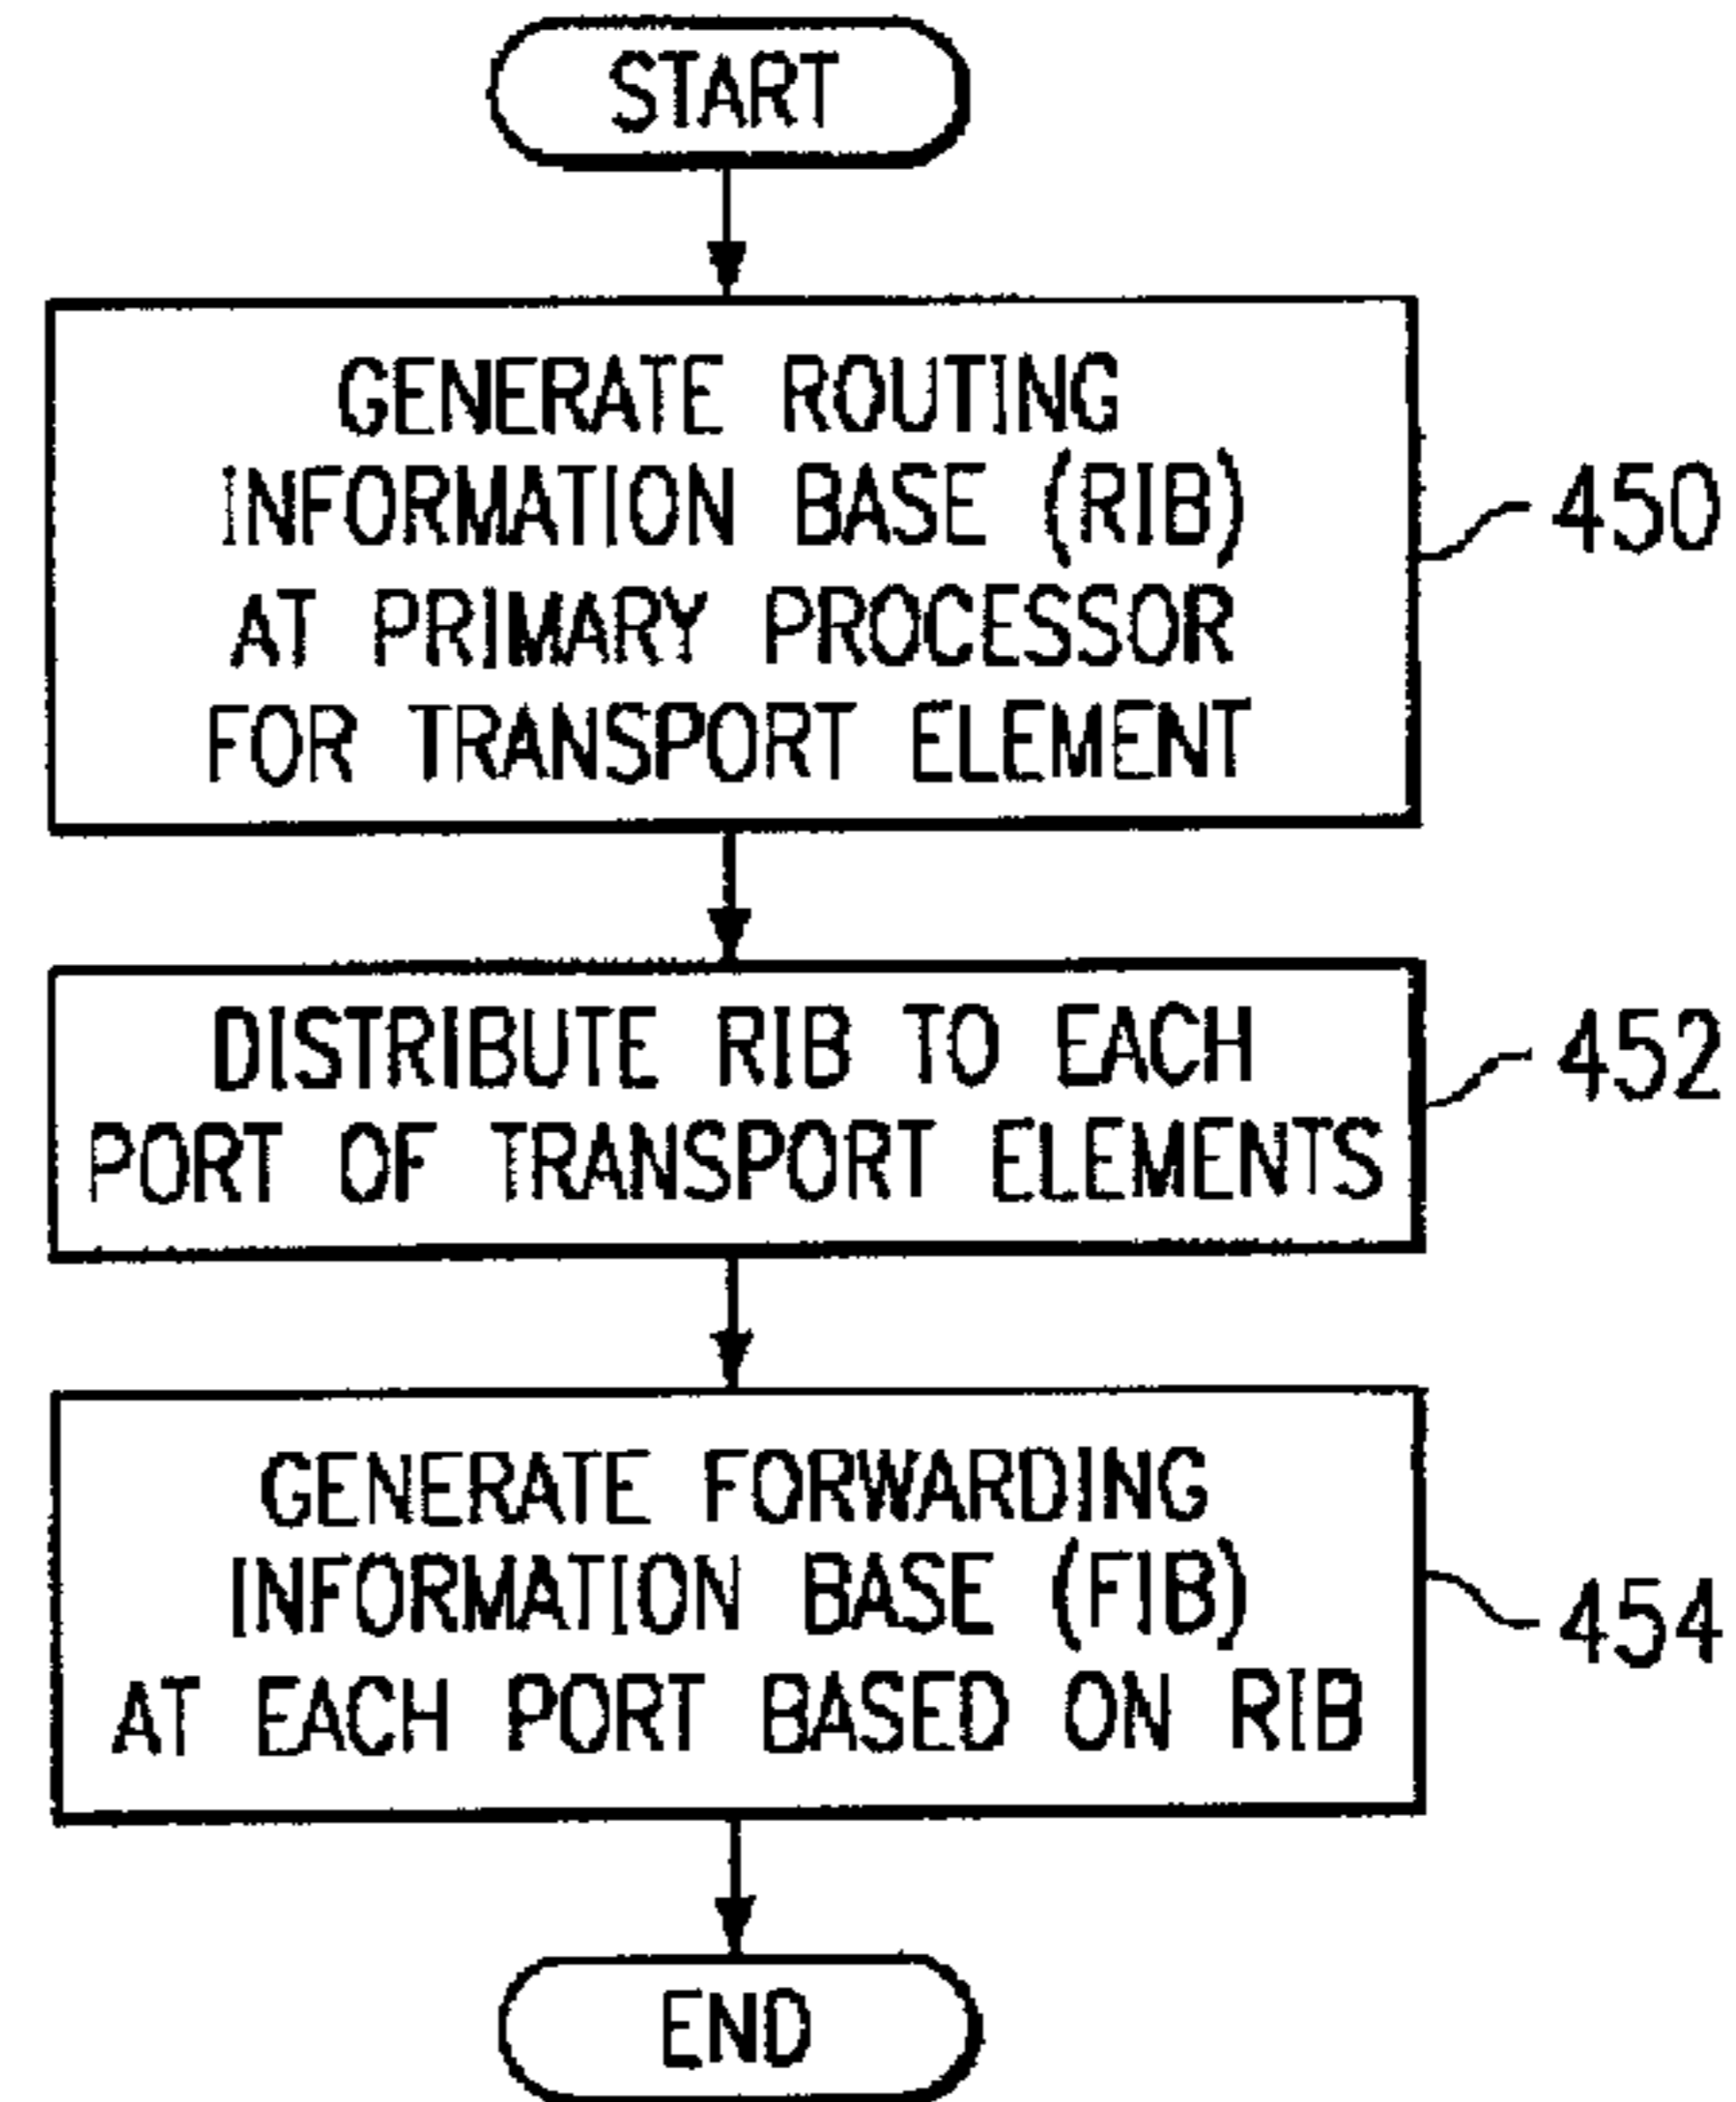 START
GENERATE ROUTING
INFORMATION BASE (RIB)
AT PRIMARY PROCESSOR
FOR TRANSPORT ELEMENT
450
DISTRIBUTE RIB TO EACH
PORT OF TRANSPORT ELEMENTS
452
GENERATE FORWARDING
INFORMATION BASE (FIB)
AT EACH PORT BASED ON RIB
454
END